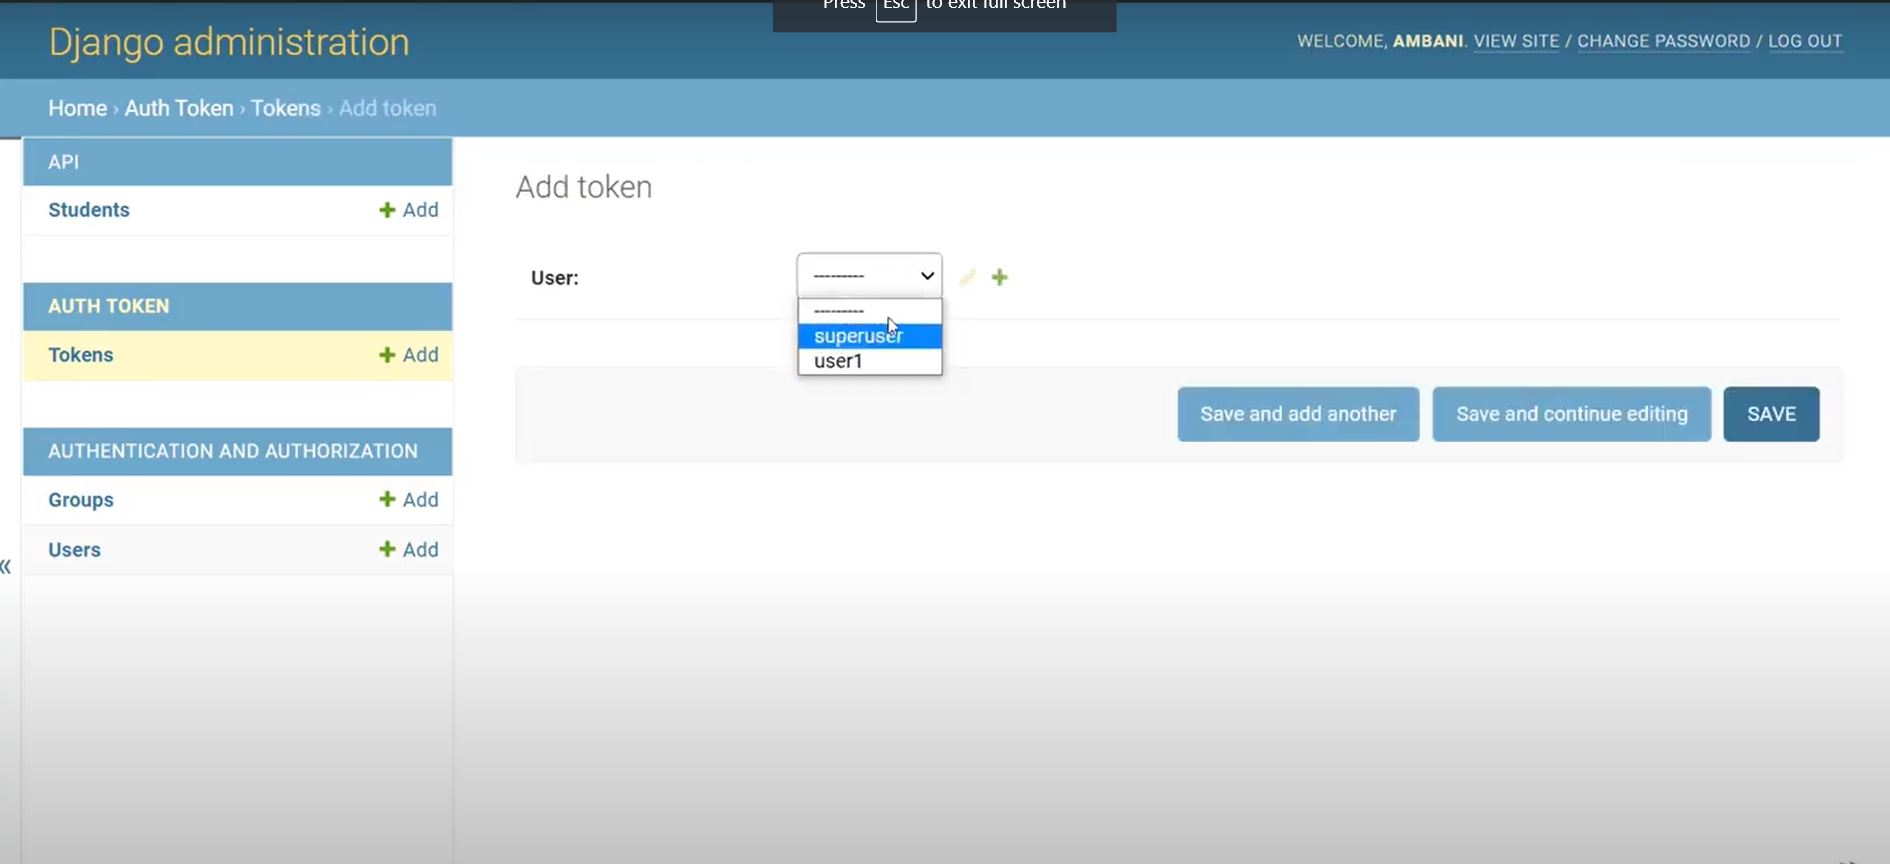 Press Esc to exit full screen
Django administration
WELCOME, AMBANI. VIEW SITE / CHANGE PASSWORD / LOG OUT
Home › Auth Token › Tokens › Add token
API
Students + Add
AUTH TOKEN
Tokens + Add
AUTHENTICATION AND AUTHORIZATION
Groups + Add
Users + Add
«
Add token
User: ---------
---------
superuser
user1
Save and add another Save and continue editing SAVE